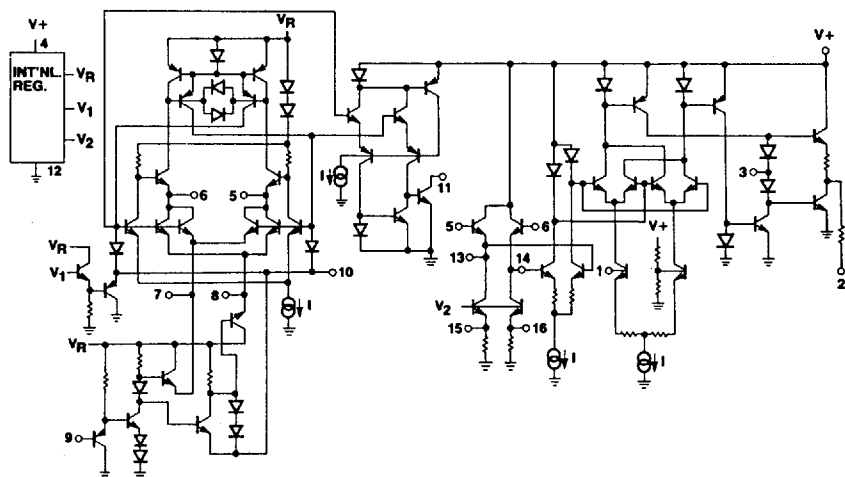 V+
4
INT'NL.
REG.
VR
V1
V2
12
VR
V+
6
5
I
11
3
5
6
13
14
1
V+
VR
V1
10
7
8
I
V2
15
16
2
VR
I
I
9